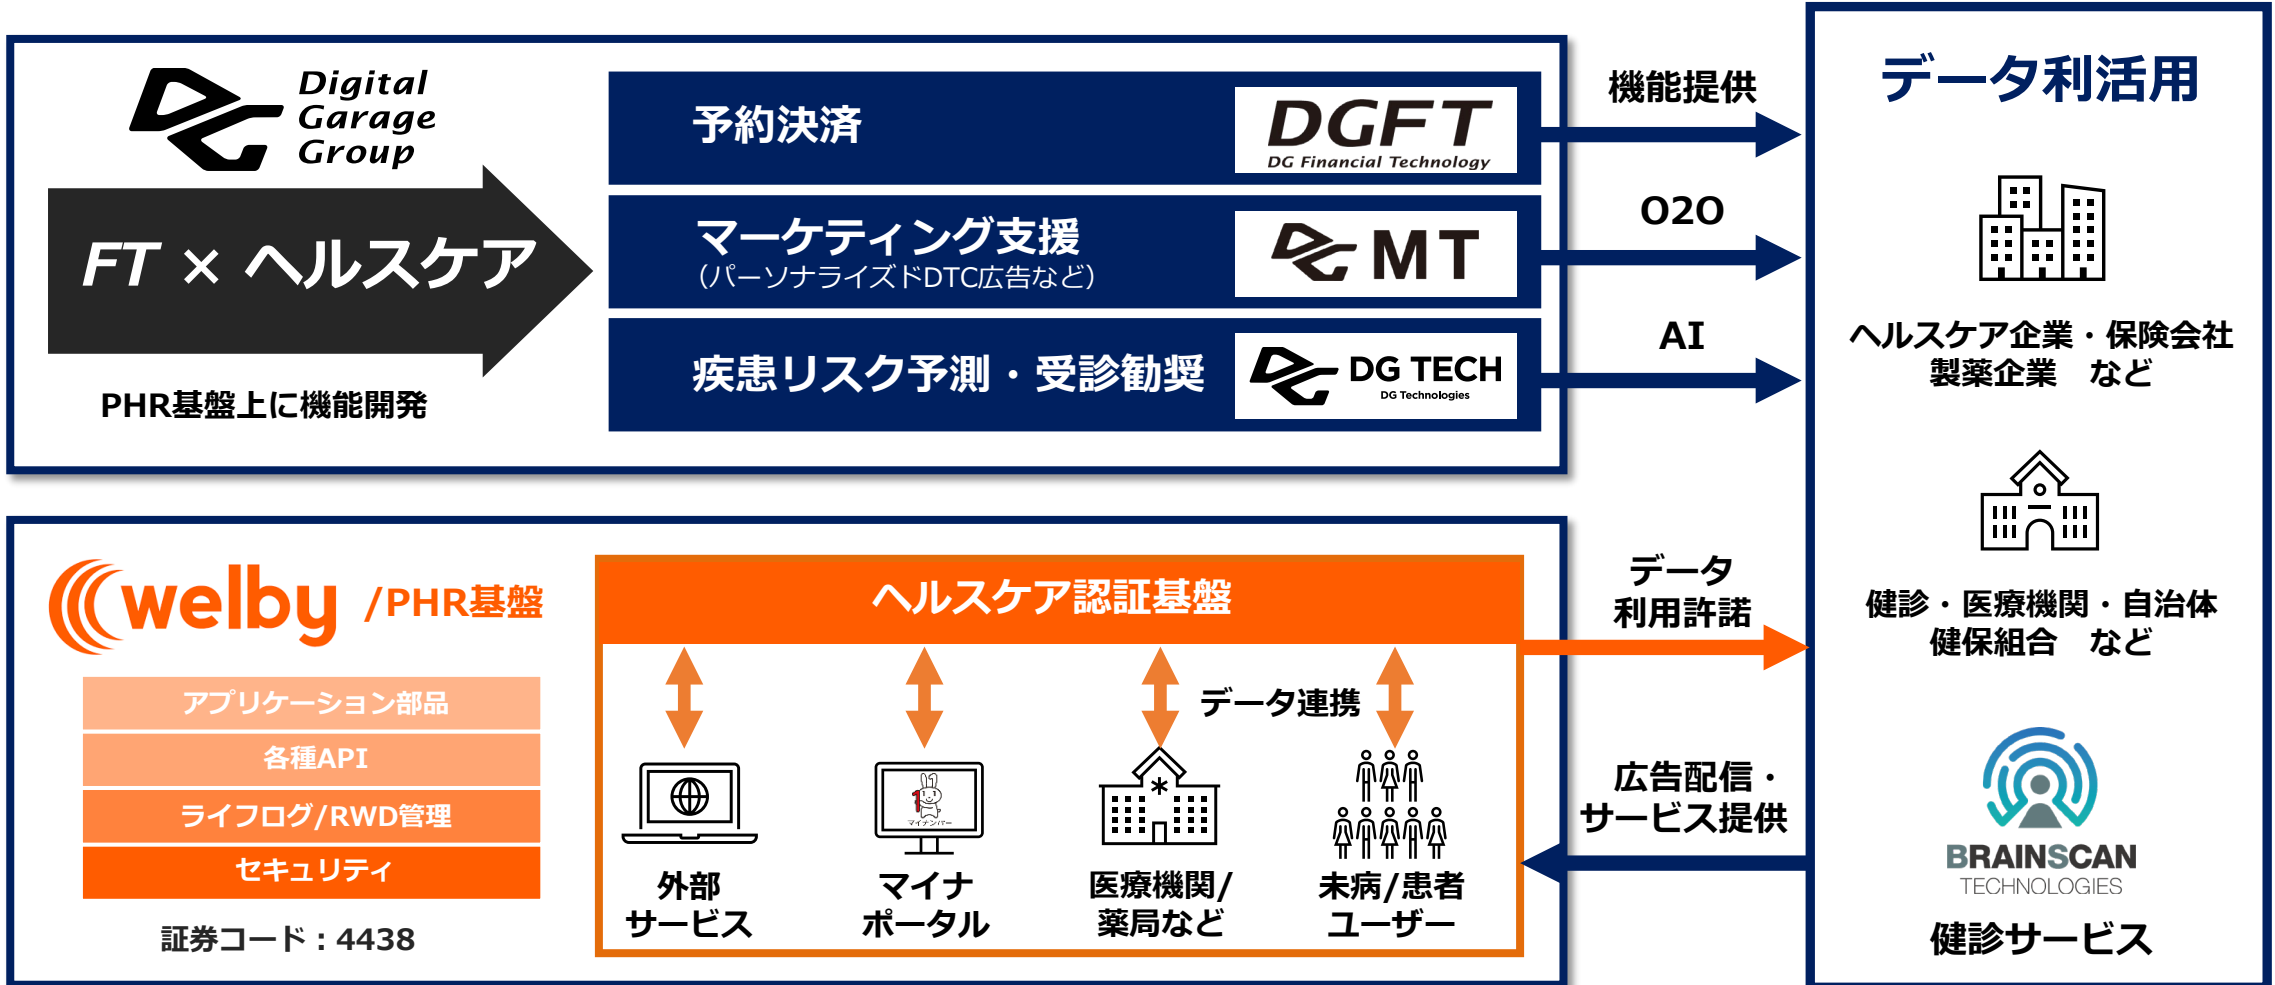 Digital
Garage
Group
FT × ヘルスケア
PHR基盤上に機能開発
予約決済
DGFT
DG Financial Technology
マーケティング支援
（パーソナライズドDTC広告など）
MT
疾患リスク予測・受診勧奨
DG TECH
DG Technologies
機能提供
O2O
AI
データ利活用
ヘルスケア企業・保険会社
製薬企業　など
健診・医療機関・自治体
健保組合　など
BRAINSCAN
TECHNOLOGIES
健診サービス
welby /PHR基盤
アプリケーション部品
各種API
ライフログ/RWD管理
セキュリティ
証券コード：4438
ヘルスケア認証基盤
データ連携
マイナンバー
外部
サービス
マイナ
ポータル
医療機関/
薬局など
未病/患者
ユーザー
データ
利用許諾
広告配信・
サービス提供